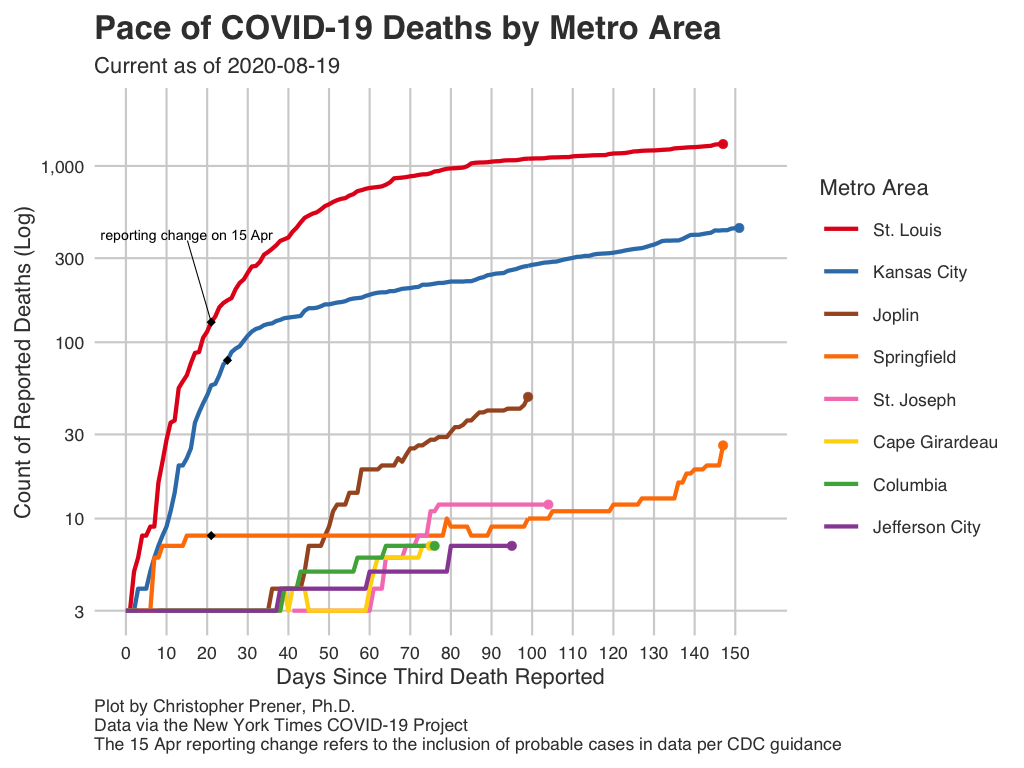 Pace of COVID-19 Deaths by Metro Area
Current as of 2020-08-19
Count of Reported Deaths (Log)
1,000
300
100
30
10
3
reporting change on 15 Apr
0 10 20 30 40 50 60 70 80 90 100 110 120 130 140 150
Days Since Third Death Reported
Metro Area
St. Louis
Kansas City
Joplin
Springfield
St. Joseph
Cape Girardeau
Columbia
Jefferson City
Plot by Christopher Prener, Ph.D.
Data via the New York Times COVID-19 Project
The 15 Apr reporting change refers to the inclusion of probable cases in data per CDC guidance